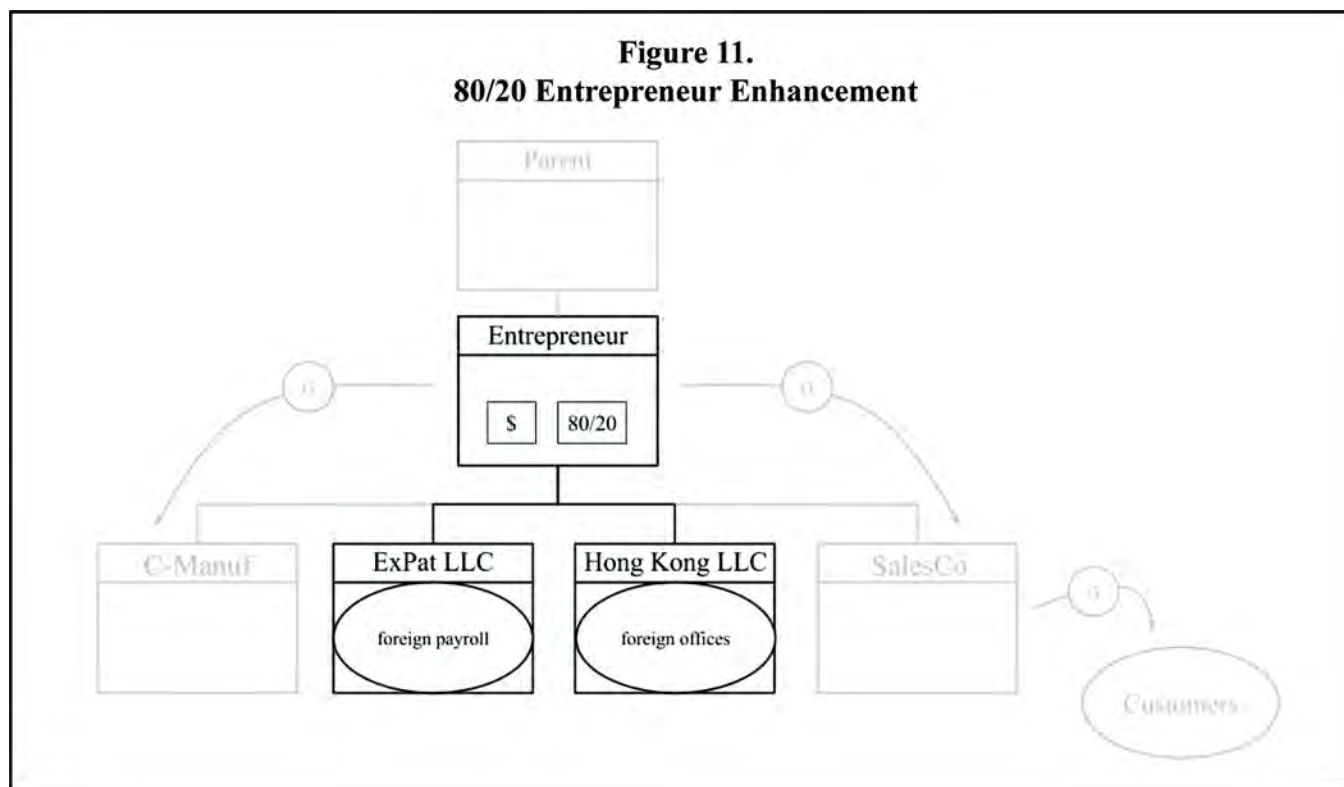 Figure 11.
80/20 Entrepreneur Enhancement
Parent
Entrepreneur
$ 80/20
G G
C-Manuf ExPat LLC Hong Kong LLC SalesCo
foreign payroll foreign offices
G
Customers